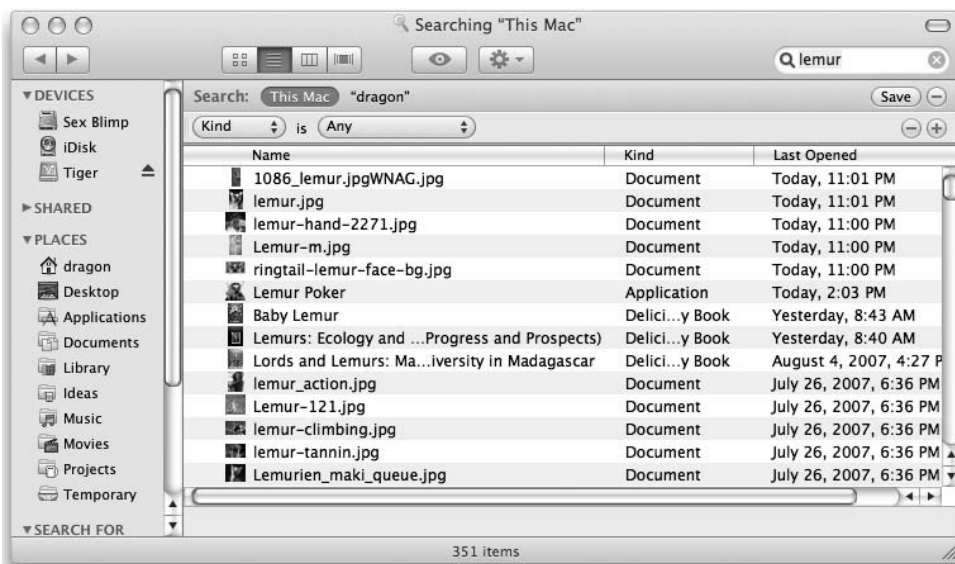 Searching "This Mac"
lemur
DEVICES
Sex Blimp
iDisk
Tiger
SHARED
PLACES
dragon
Desktop
Applications
Documents
Library
Ideas
Music
Movies
Projects
Temporary
SEARCH FOR
Search: This Mac "dragon" Save
Kind is Any
Name Kind Last Opened
1086_lemur.jpgWNAG.jpg Document Today, 11:01 PM
lemur.jpg Document Today, 11:01 PM
lemur-hand-2271.jpg Document Today, 11:00 PM
Lemur-m.jpg Document Today, 11:00 PM
ringtail-lemur-face-bg.jpg Document Today, 11:00 PM
Lemur Poker Application Today, 2:03 PM
Baby Lemur Delici...y Book Yesterday, 8:43 AM
Lemurs: Ecology and ...Progress and Prospects) Delici...y Book Yesterday, 8:40 AM
Lords and Lemurs: Ma...iversity in Madagascar Delici...y Book August 4, 2007, 4:27 P
lemur_action.jpg Document July 26, 2007, 6:36 PM
Lemur-121.jpg Document July 26, 2007, 6:36 PM
lemur-climbing.jpg Document July 26, 2007, 6:36 PM
lemur-tannin.jpg Document July 26, 2007, 6:36 PM
Lemurien_maki_queue.jpg Document July 26, 2007, 6:36 PM
351 items